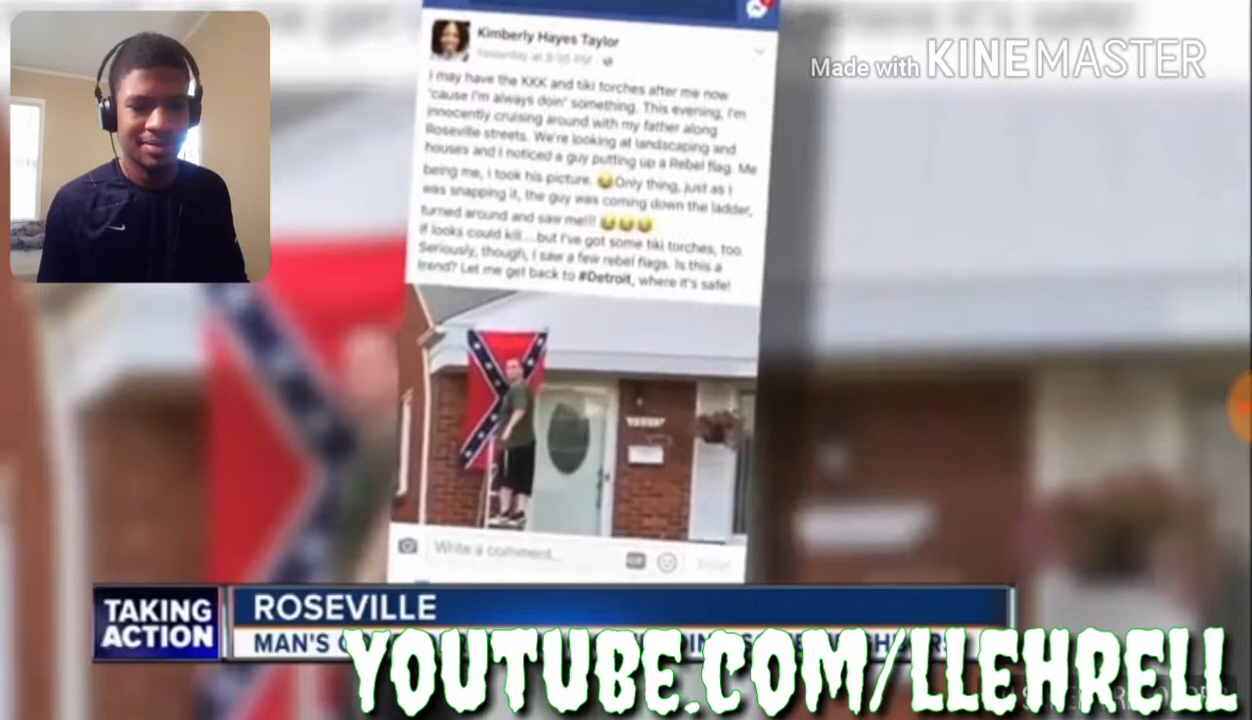 Made with KINEMASTER
Kimberly Hayes Taylor
Yesterday at
I may have the KKK and tiki torches after me now
'cause I'm always doin' something. This evening, I'm
innocently cruising around with my father along
Roseville streets. We're looking at landscaping and
houses and I noticed a guy putting up a Rebel flag. Me
being me, I took his picture. 😂Only thing, just as I
was snapping it, the guy was coming down the ladder,
turned around and saw me!!! 😂😂😂
If looks could kill....but I've got some tiki torches, too.
Seriously, though, I saw a few rebel flags. Is this a
trend? Let me get back to #Detroit, where it's safe!
Write a comment...
GIF
Post
TAKING
ACTION
ROSEVILLE
MAN'S
YOUTUBE.COM/LLEHRELL